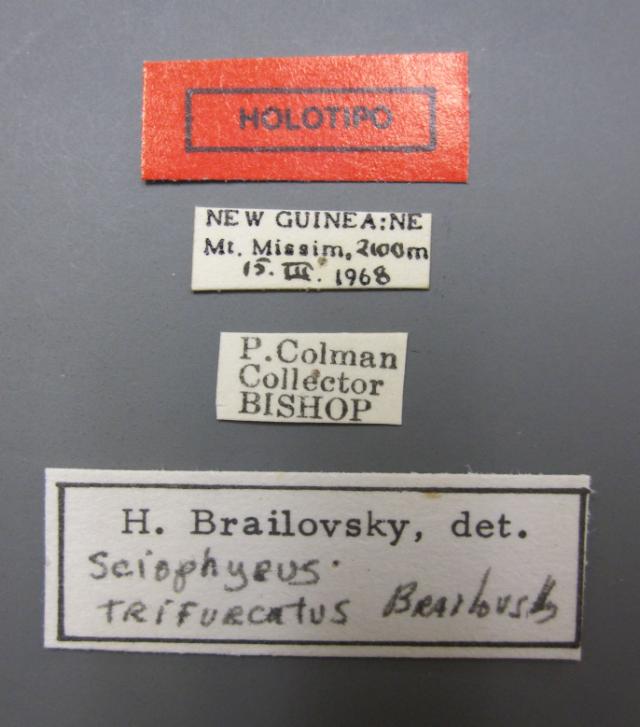 HOLOTIPO
NEW GUINEA:NE
Mt. Missim, 2100m
15. III. 1968
P. Colman
Collector
BISHOP
H. Brailovsky, det.
Sciophyrus
TRIFURCATUS Brailovsky